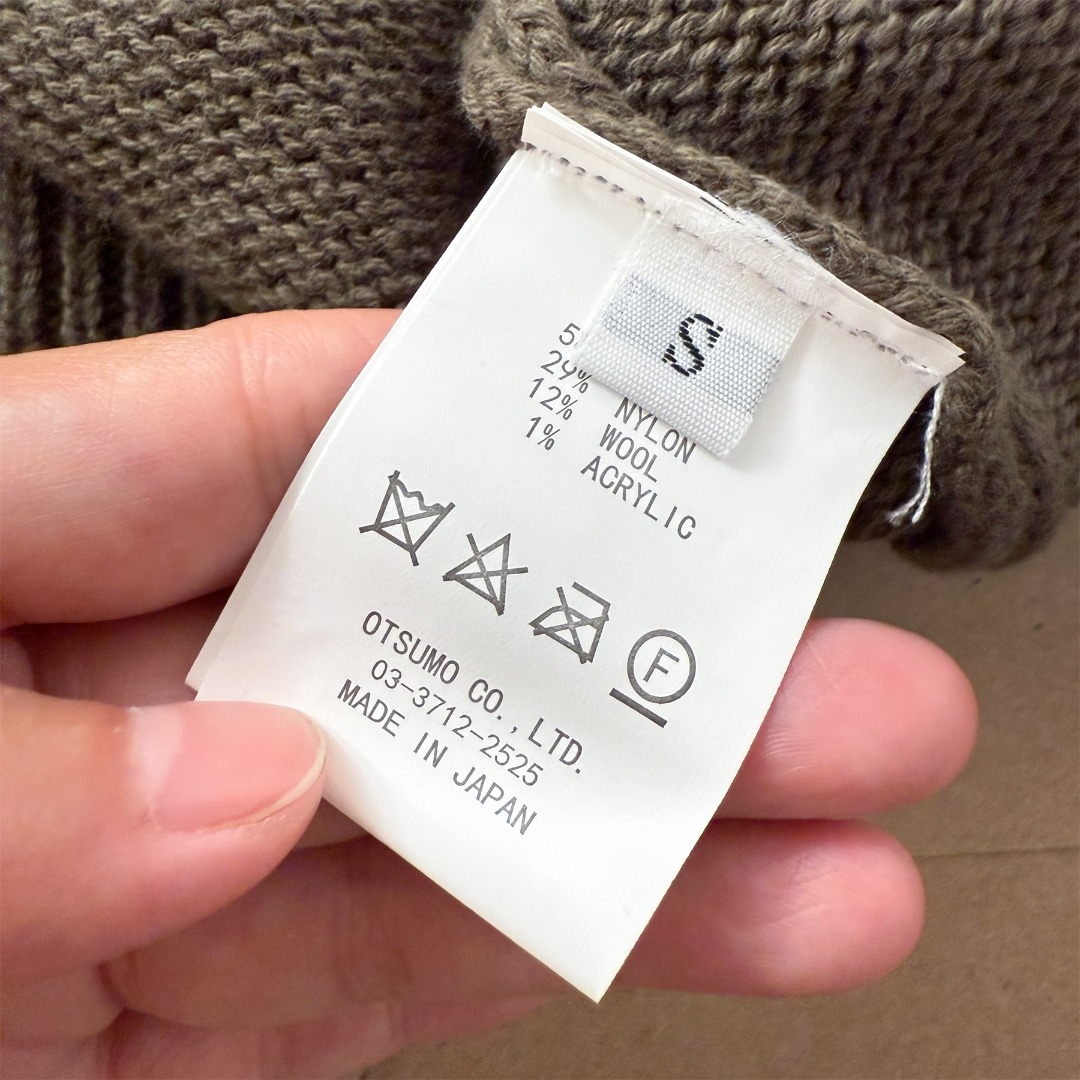 S
5
29% NYLON
12% WOOL
1% ACRYLIC
F
OTSUMO CO., LTD.
03-3712-2525
MADE IN JAPAN